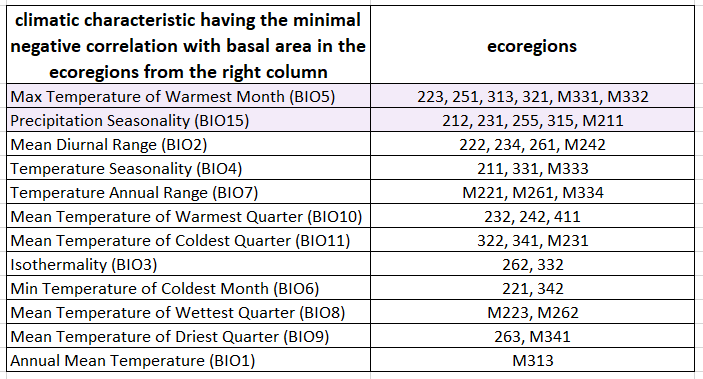 climatic characteristic having the minimal
negative correlation with basal area in the
ecoregions from the right column
ecoregions
Max Temperature of Warmest Month (BIO5) 223, 251, 313, 321, M331, M332
Precipitation Seasonality (BIO15) 212, 231, 255, 315, M211
Mean Diurnal Range (BIO2) 222, 234, 261, M242
Temperature Seasonality (BIO4) 211, 331, M333
Temperature Annual Range (BIO7) M221, M261, M334
Mean Temperature of Warmest Quarter (BIO10) 232, 242, 411
Mean Temperature of Coldest Quarter (BIO11) 322, 341, M231
Isothermality (BIO3) 262, 332
Min Temperature of Coldest Month (BIO6) 221, 342
Mean Temperature of Wettest Quarter (BIO8) M223, M262
Mean Temperature of Driest Quarter (BIO9) 263, M341
Annual Mean Temperature (BIO1) M313